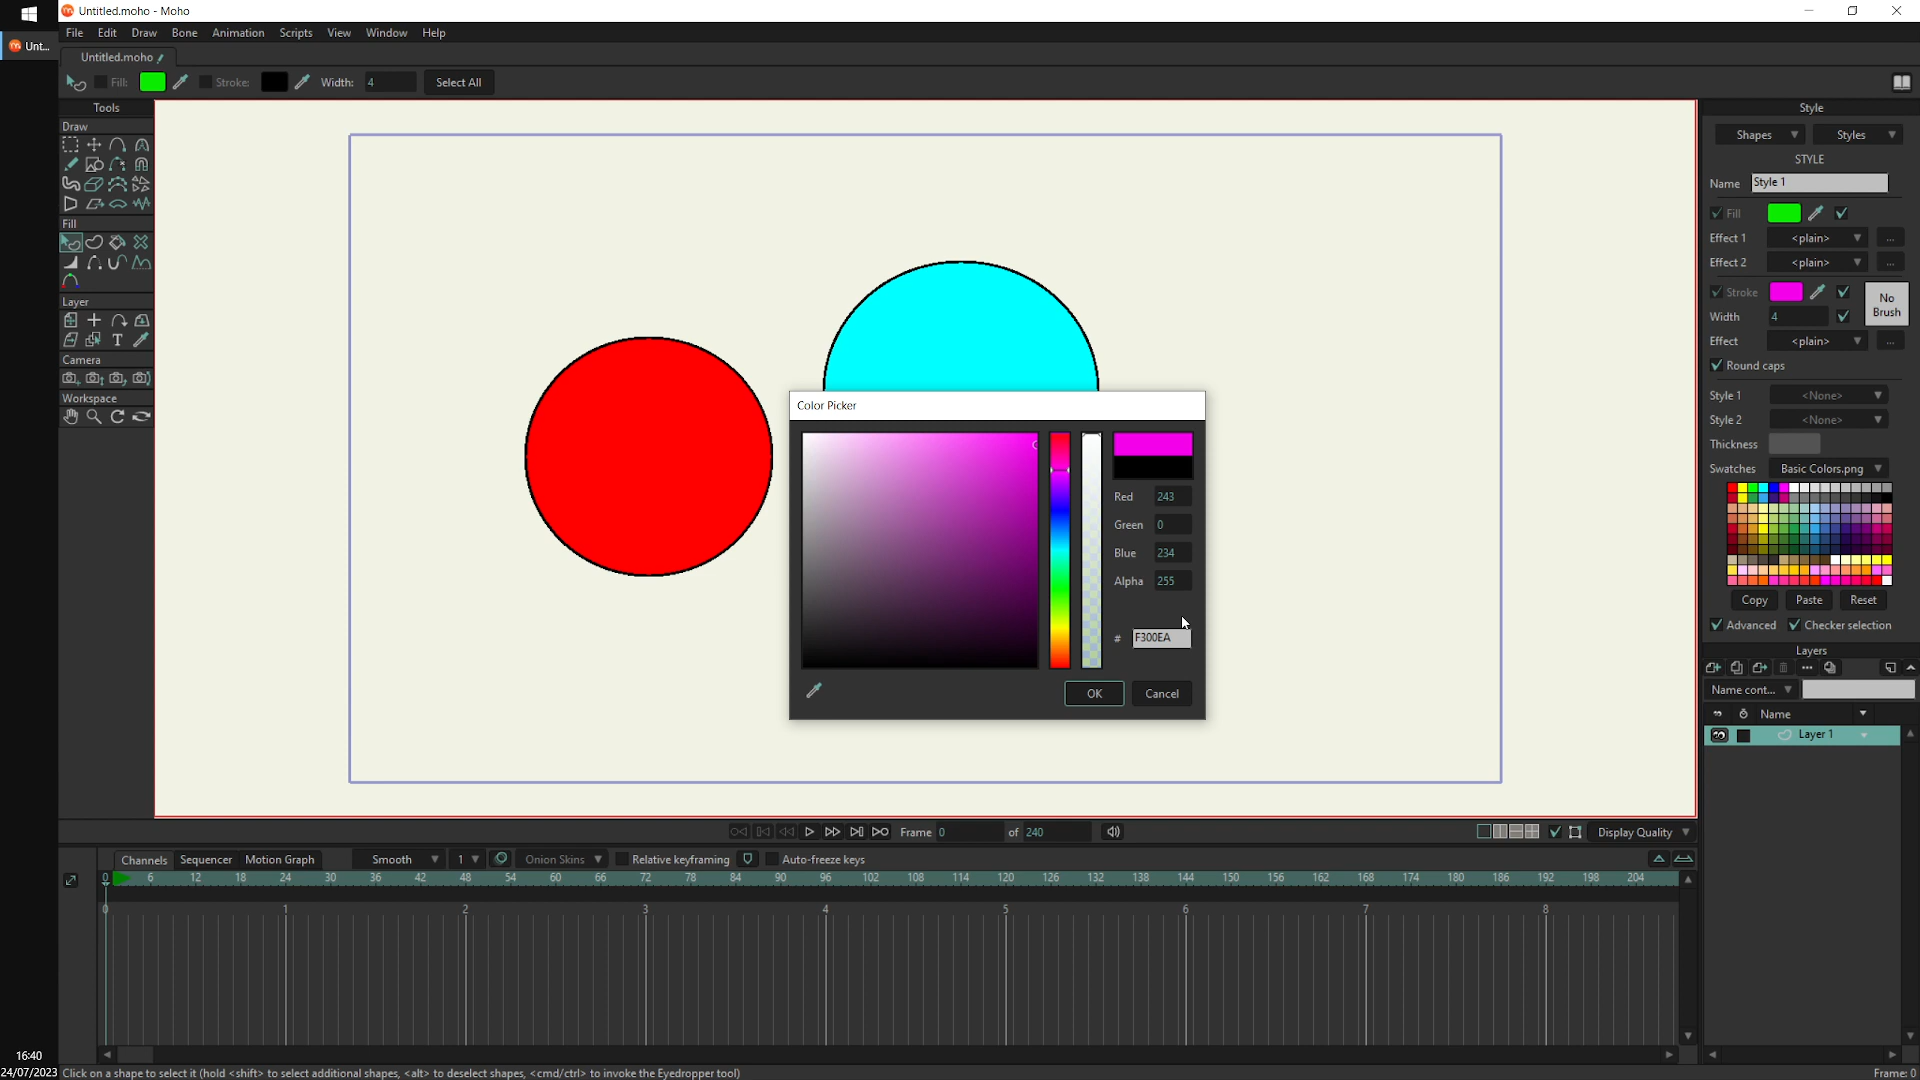 Untitled.moho - Moho
Unt...
File Edit Draw Bone Animation Scripts View Window Help
Untitled.moho
Fill: Stroke: Width: 4 Select All
Tools
Draw
Fill
Layer
T
Camera
Workspace
Color Picker
Red 243
Green 0
Blue 234
Alpha 255
# F300EA
OK Cancel
Style
Shapes Styles
STYLE
Name Style 1
Fill
Effect 1 <plain> ...
Effect 2 <plain> ...
Stroke No Brush
Width 4
Effect <plain> ...
Round caps
Style 1 <None>
Style 2 <None>
Thickness
Swatches Basic Colors.png
Copy Paste Reset
Advanced Checker selection
Layers
Name cont...
Name
Layer 1
Frame 0 of 240 Display Quality
Channels Sequencer Motion Graph Smooth 1 Onion Skins Relative keyframing Auto-freeze keys
0 6 12 18 24 30 36 42 48 54 60 66 72 78 84 90 96 102 108 114 120 126 132 138 144 150 156 162 168 174 180 186 192 198 204
0 1 2 3 4 5 6 7 8
16:40
24/07/2023
Click on a shape to select it (hold <shift> to select additional shapes, <alt> to deselect shapes, <cmd/ctrl> to invoke the Eyedropper tool)
Frame: 0